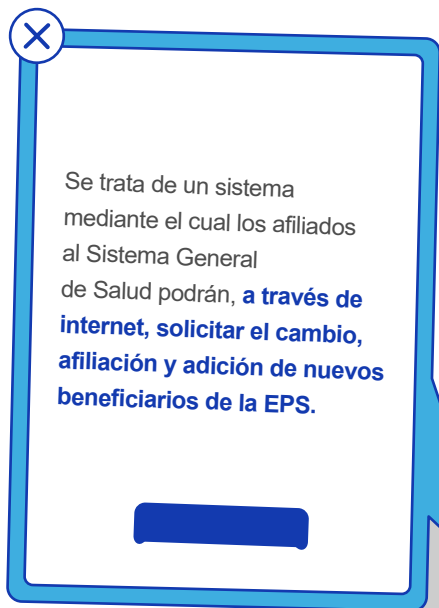 Se trata de un sistema
mediante el cual los afiliados
al Sistema General
de Salud podrán, a través de
internet, solicitar el cambio,
afiliación y adición de nuevos
beneficiarios de la EPS.